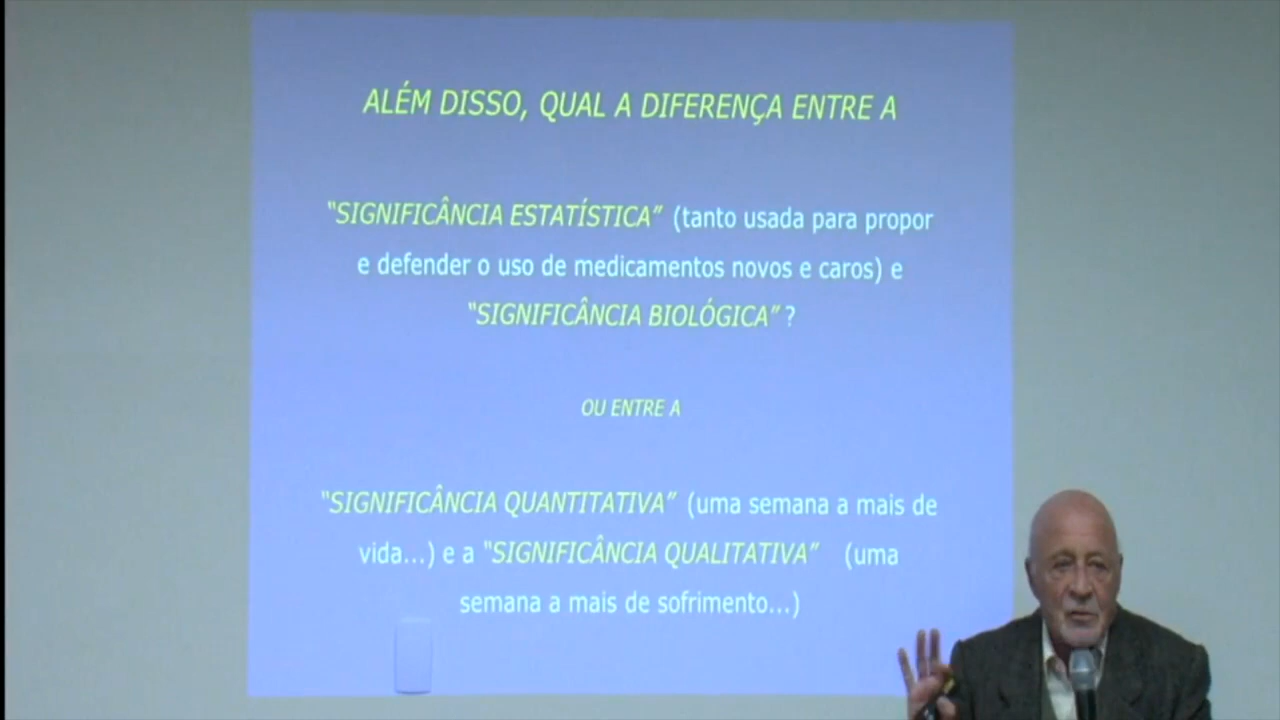 ALÉM DISSO, QUAL A DIFERENÇA ENTRE A
“SIGNIFICÂNCIA ESTATÍSTICA” (tanto usada para propor
e defender o uso de medicamentos novos e caros) e
“SIGNIFICÂNCIA BIOLÓGICA” ?
OU ENTRE A
“SIGNIFICÂNCIA QUANTITATIVA” (uma semana a mais de
vida...) e a “SIGNIFICÂNCIA QUALITATIVA” (uma
semana a mais de sofrimento...)